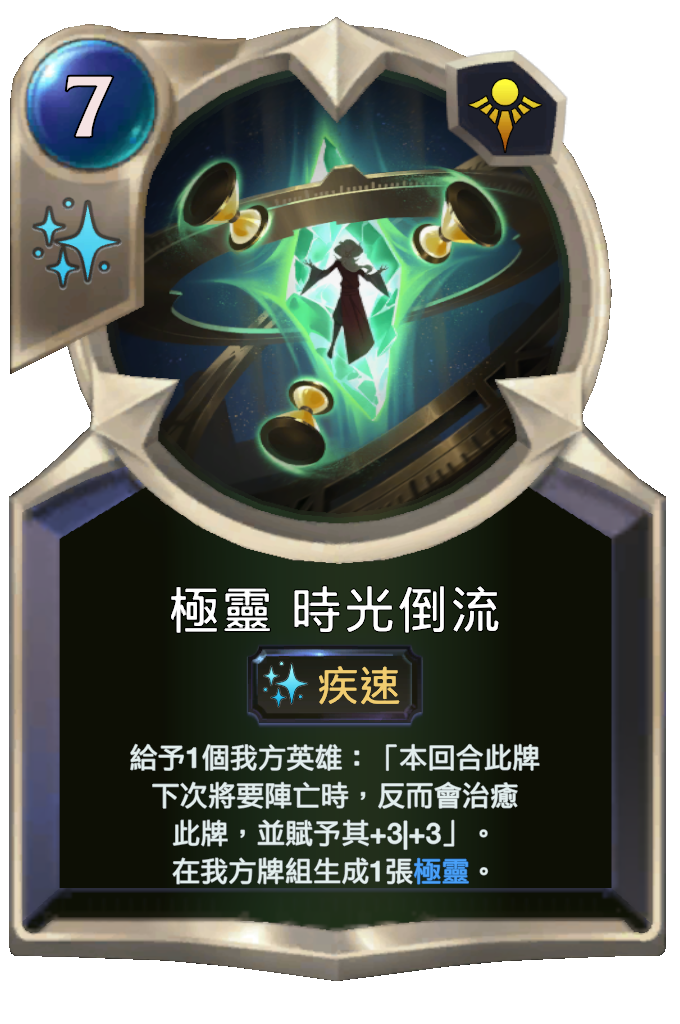 7
極靈 時光倒流
疾速
給予1個我方英雄：「本回合此牌
下次將要陣亡時，反而會治癒
此牌，並賦予其+3|+3」。
在我方牌組生成1張極靈。